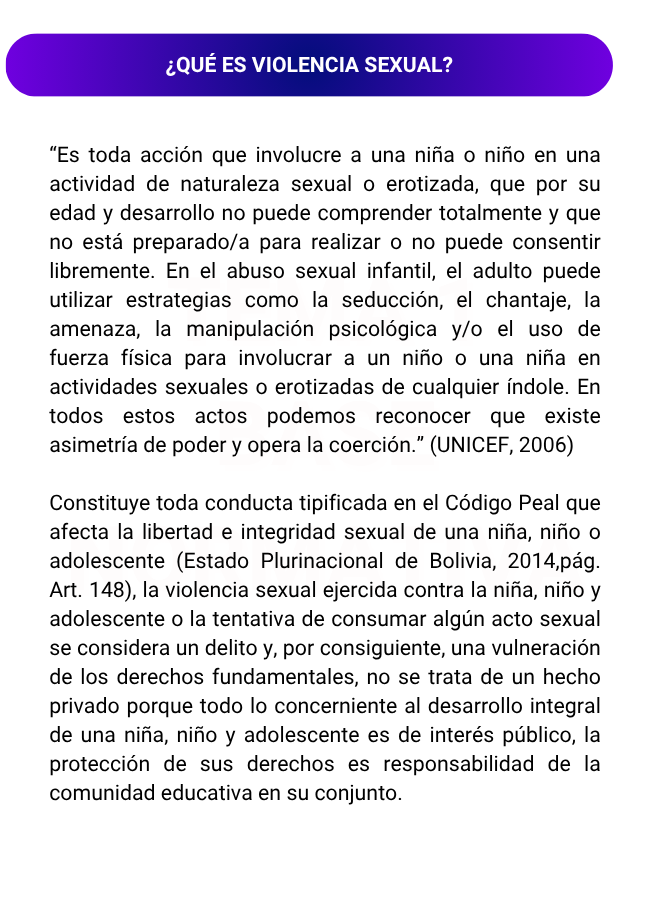 ¿QUÉ ES VIOLENCIA SEXUAL?
“Es toda acción que involucre a una niña o niño en una
actividad de naturaleza sexual o erotizada, que por su
edad y desarrollo no puede comprender totalmente y que
no está preparado/a para realizar o no puede consentir
libremente. En el abuso sexual infantil, el adulto puede
utilizar estrategias como la seducción, el chantaje, la
amenaza, la manipulación psicológica y/o el uso de
fuerza física para involucrar a un niño o una niña en
actividades sexuales o erotizadas de cualquier índole. En
todos estos actos podemos reconocer que existe
asimetría de poder y opera la coerción.” (UNICEF, 2006)
Constituye toda conducta tipificada en el Código Peal que
afecta la libertad e integridad sexual de una niña, niño o
adolescente (Estado Plurinacional de Bolivia, 2014,pág.
Art. 148), la violencia sexual ejercida contra la niña, niño y
adolescente o la tentativa de consumar algún acto sexual
se considera un delito y, por consiguiente, una vulneración
de los derechos fundamentales, no se trata de un hecho
privado porque todo lo concerniente al desarrollo integral
de una niña, niño y adolescente es de interés público, la
protección de sus derechos es responsabilidad de la
comunidad educativa en su conjunto.